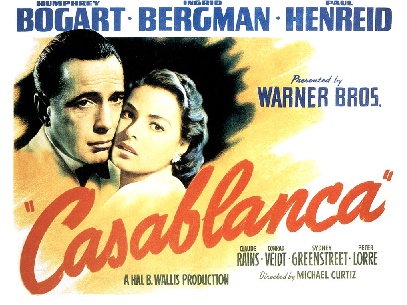 HUMPHREY INGRID PAUL
BOGART · BERGMAN · HENREID
Presented by
WARNER BROS.
"Casablanca"
CLAUDE CONRAD SYDNEY PETER
RAINS · VEIDT · GREENSTREET · LORRE
A HAL B. WALLIS PRODUCTION
Directed by MICHAEL CURTIZ